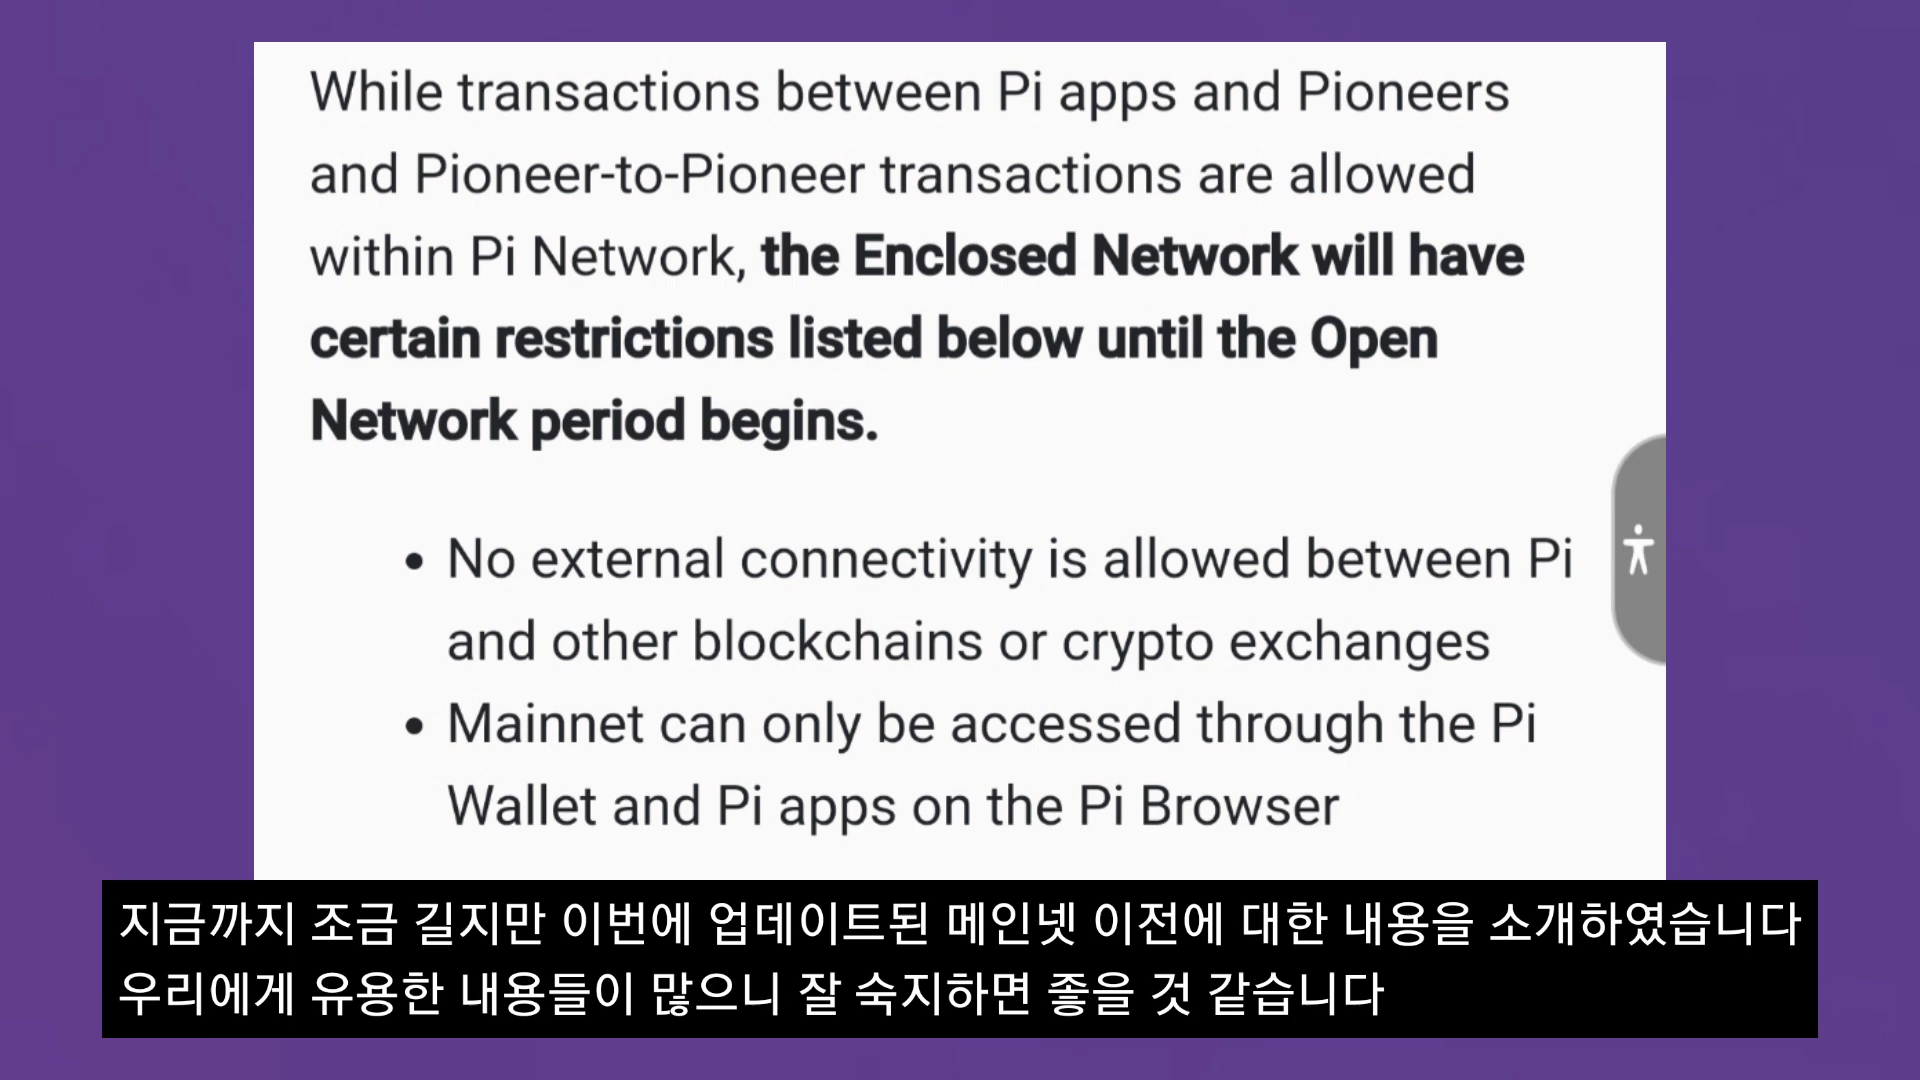 While transactions between Pi apps and Pioneers
and Pioneer-to-Pioneer transactions are allowed
within Pi Network, the Enclosed Network will have
certain restrictions listed below until the Open
Network period begins.
• No external connectivity is allowed between Pi
and other blockchains or crypto exchanges
• Mainnet can only be accessed through the Pi
Wallet and Pi apps on the Pi Browser
지금까지 조금 길지만 이번에 업데이트된 메인넷 이전에 대한 내용을 소개하였습니다
우리에게 유용한 내용들이 많으니 잘 숙지하면 좋을 것 같습니다